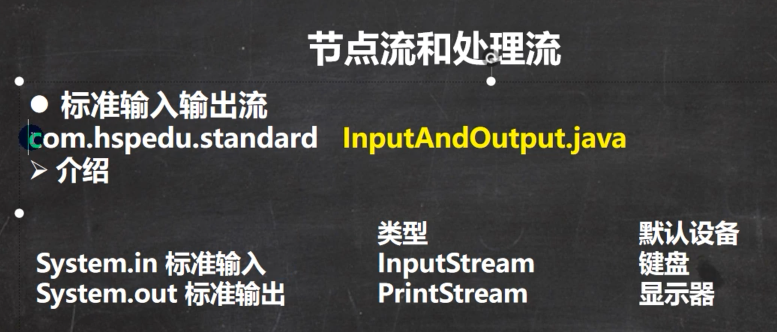 节点流和处理流
● 标准输入输出流
com.hspedu.standard InputAndOutput.java
➢ 介绍
类型 默认设备
System.in 标准输入 InputStream 键盘
System.out 标准输出 PrintStream 显示器